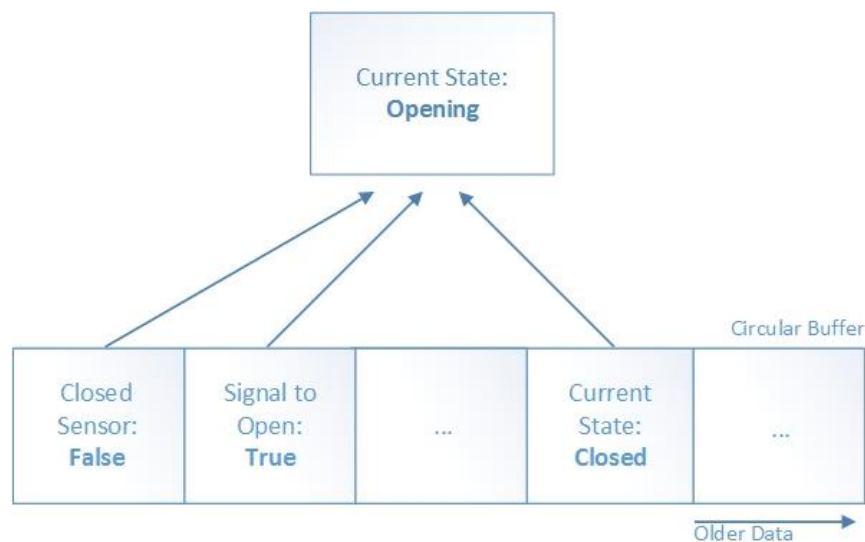 Current State:
Opening
Circular Buffer
Closed
Sensor:
False
Signal to
Open:
True
...
Current
State:
Closed
...
Older Data